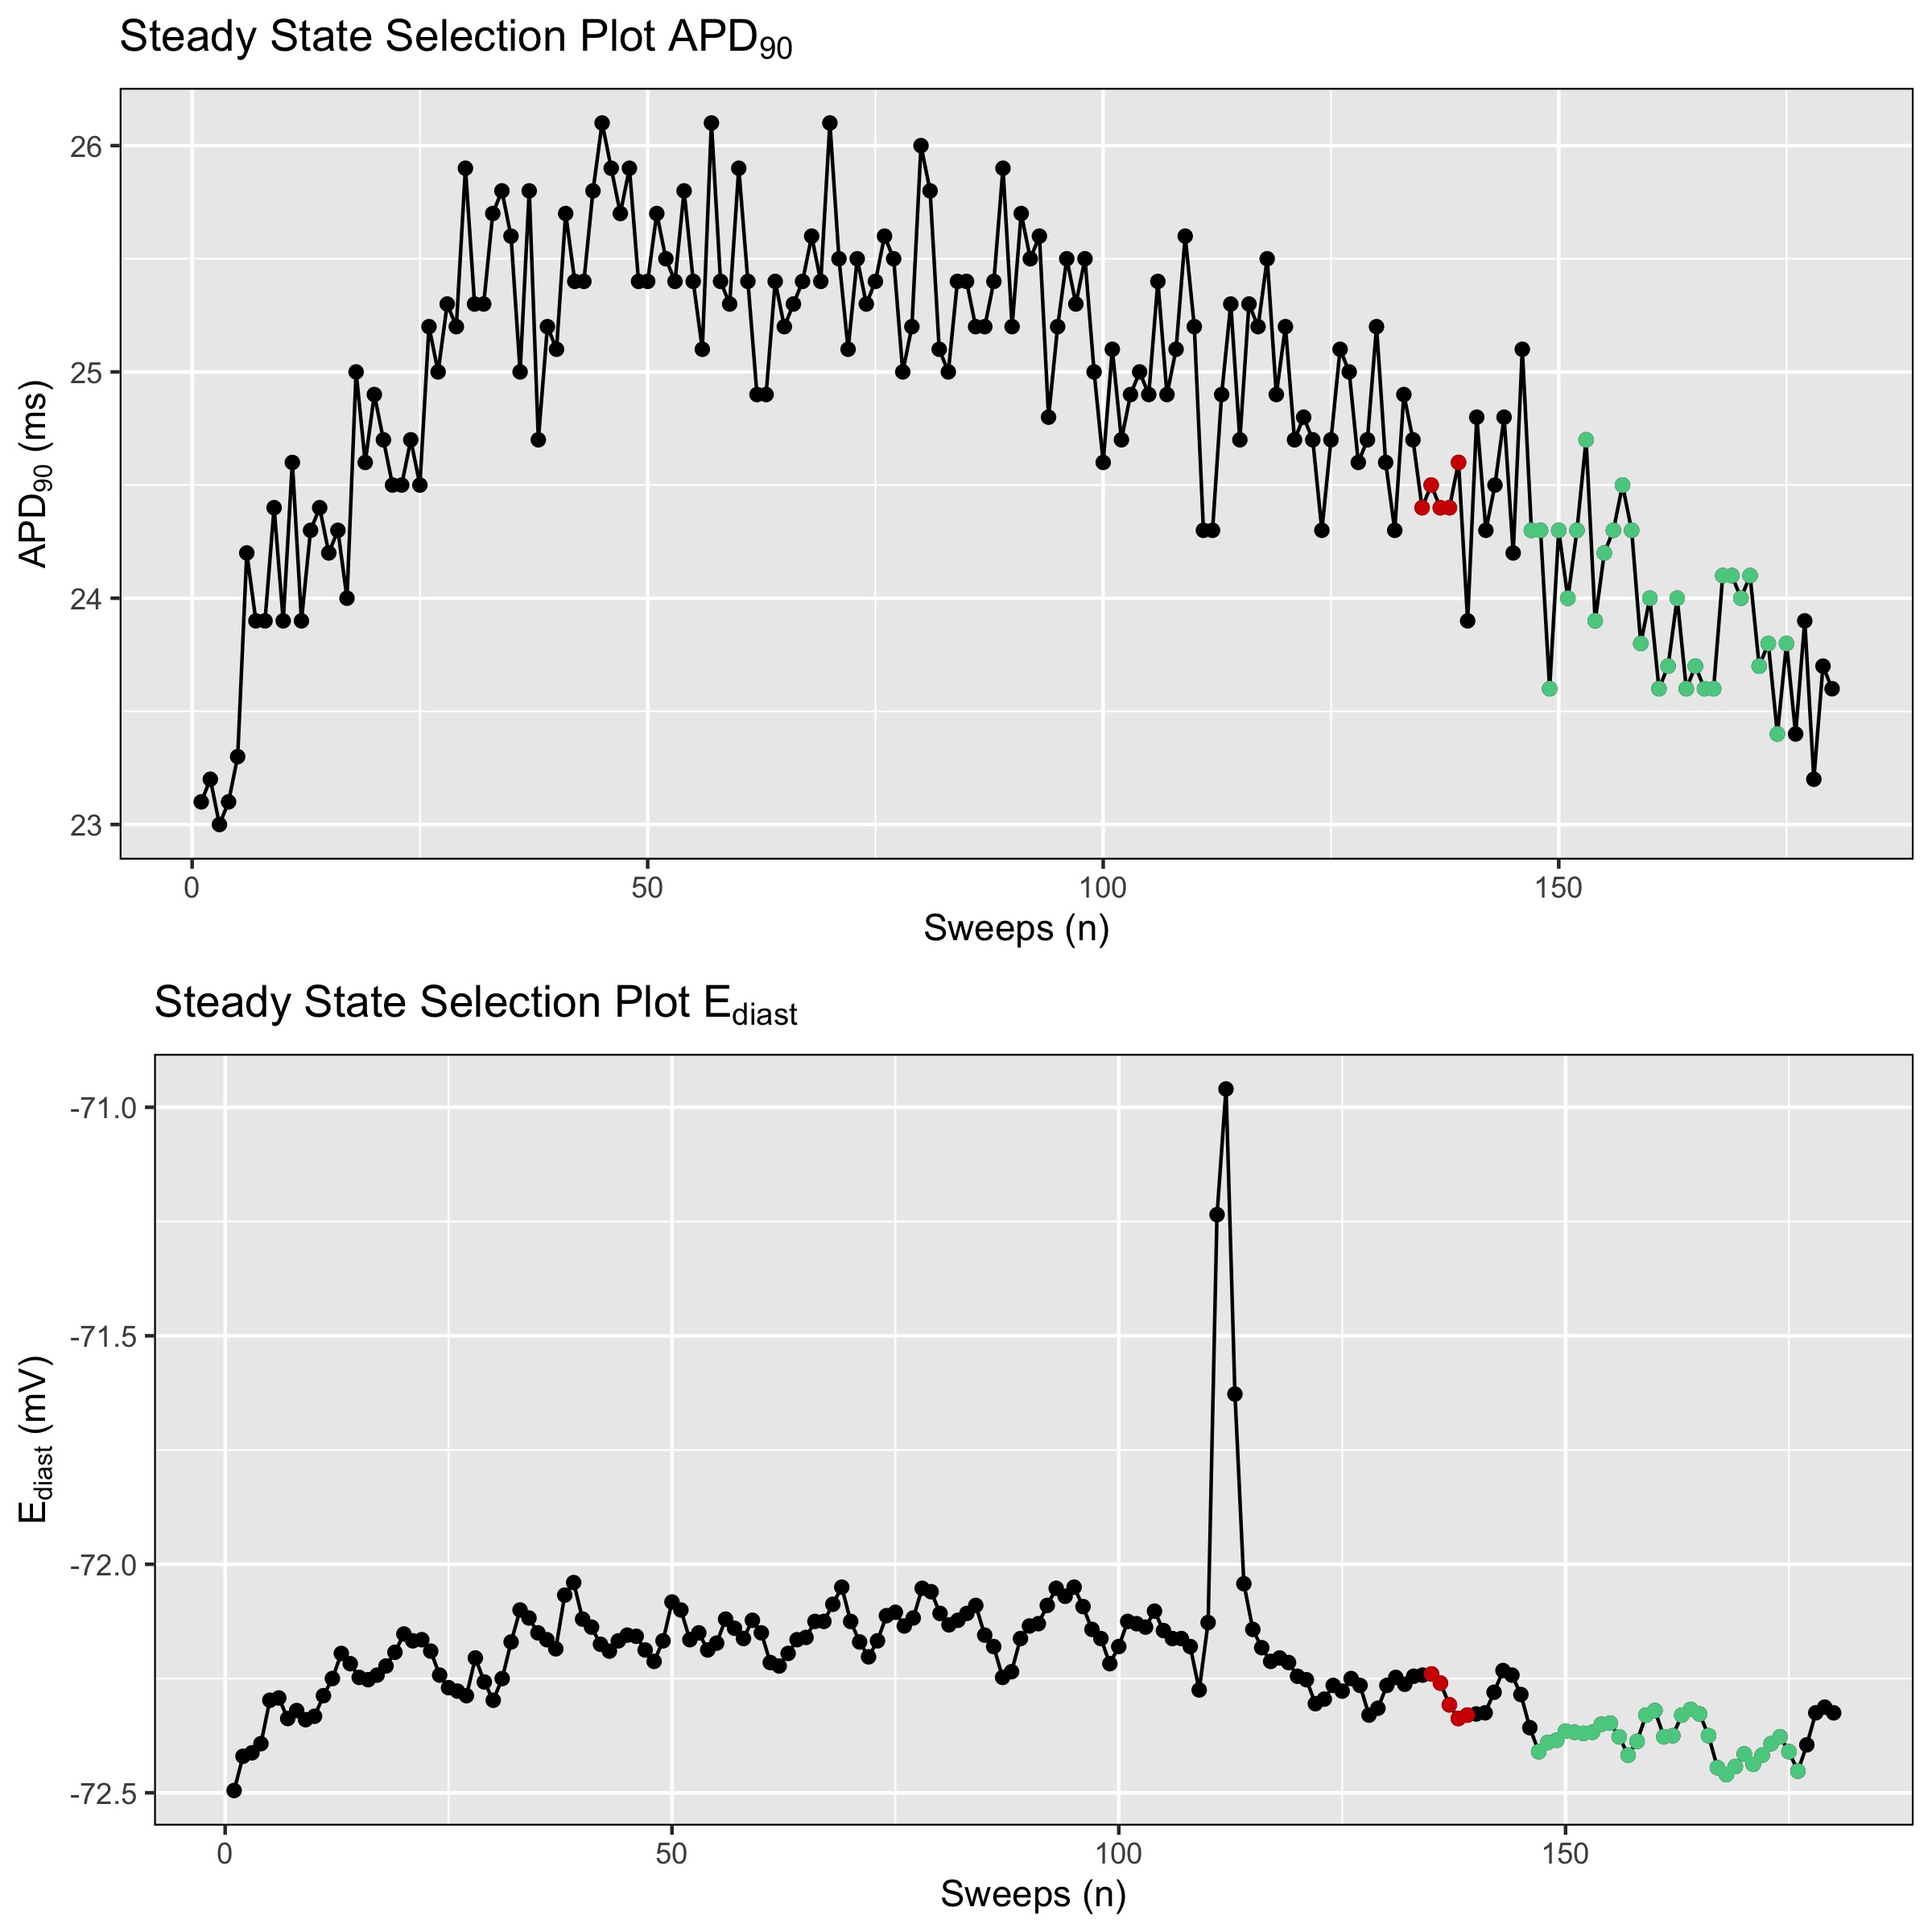 Steady State Selection Plot APD90
26
25
24
23
APD90 (ms)
0 50 100 150
Sweeps (n)
Steady State Selection Plot Ediast
-71.0
-71.5
-72.0
-72.5
Ediast (mV)
0 50 100 150
Sweeps (n)